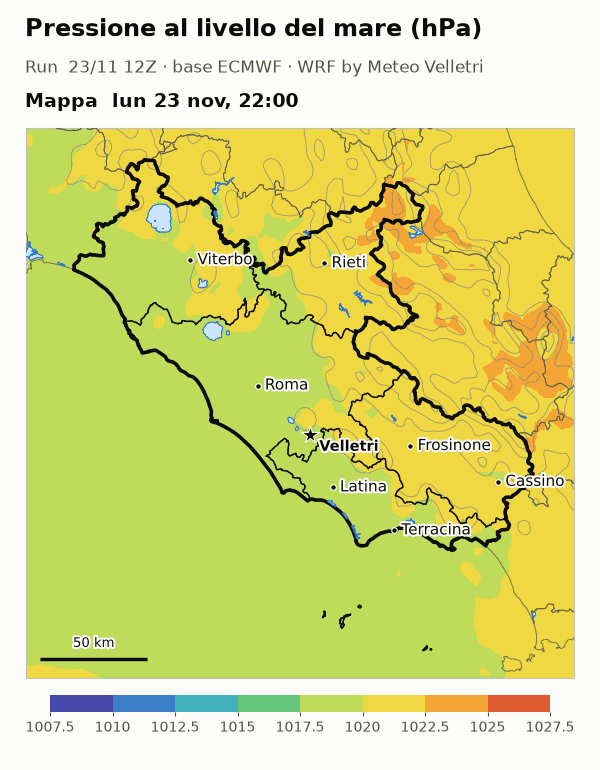 Pressione al livello del mare (hPa)
Run 23/11 12Z · base ECMWF · WRF by Meteo Velletri
Mappa lun 23 nov, 22:00
Viterbo
Rieti
Roma
Velletri
Frosinone
Cassino
Latina
Terracina
50 km
1007.5 1010 1012.5 1015 1017.5 1020 1022.5 1025 1027.5